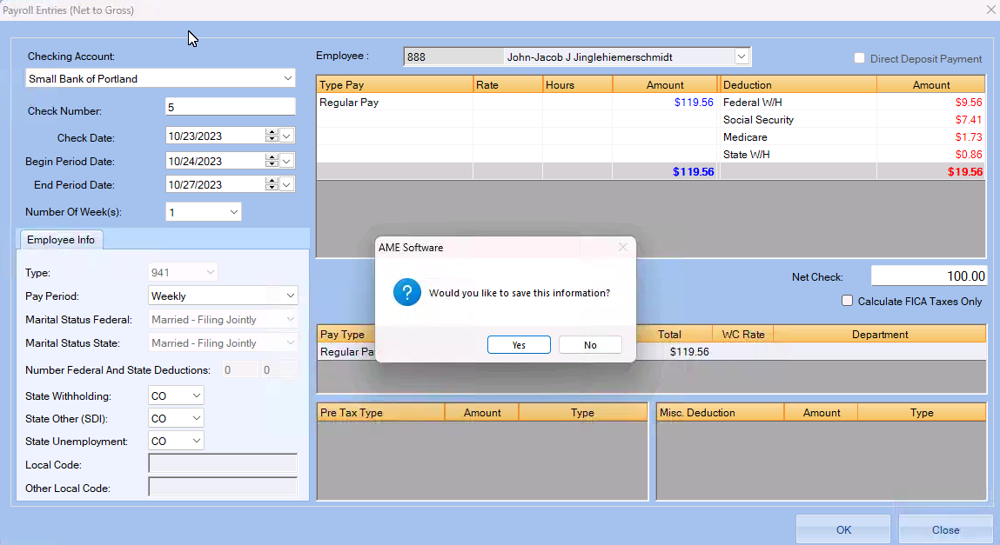 Payroll Entries (Net to Gross)
Checking Account:
Small Bank of Portland
Check Number:
5
Check Date:
10/23/2023
Begin Period Date:
10/24/2023
End Period Date:
10/27/2023
Number Of Week(s):
1
Employee Info
Type:
941
Pay Period:
Weekly
Marital Status Federal:
Married - Filing Jointly
Marital Status State:
Married - Filing Jointly
Number Federal And State Deductions:
0 0
State Withholding:
CO
State Other (SDI):
CO
State Unemployment:
CO
Local Code:
Other Local Code:
Employee :
888 John-Jacob J Jinglehiemerschmidt
Direct Deposit Payment
Type Pay Rate Hours Amount Deduction Amount
Regular Pay $119.56 Federal W/H $9.56
Social Security $7.41
Medicare $1.73
State W/H $0.86
$119.56 $19.56
AME Software
? Would you like to save this information?
Yes No
Net Check: 100.00
Calculate FICA Taxes Only
Pay Type Total WC Rate Department
Regular $119.56
Pre Tax Type Amount Type
Misc. Deduction Amount Type
OK Close